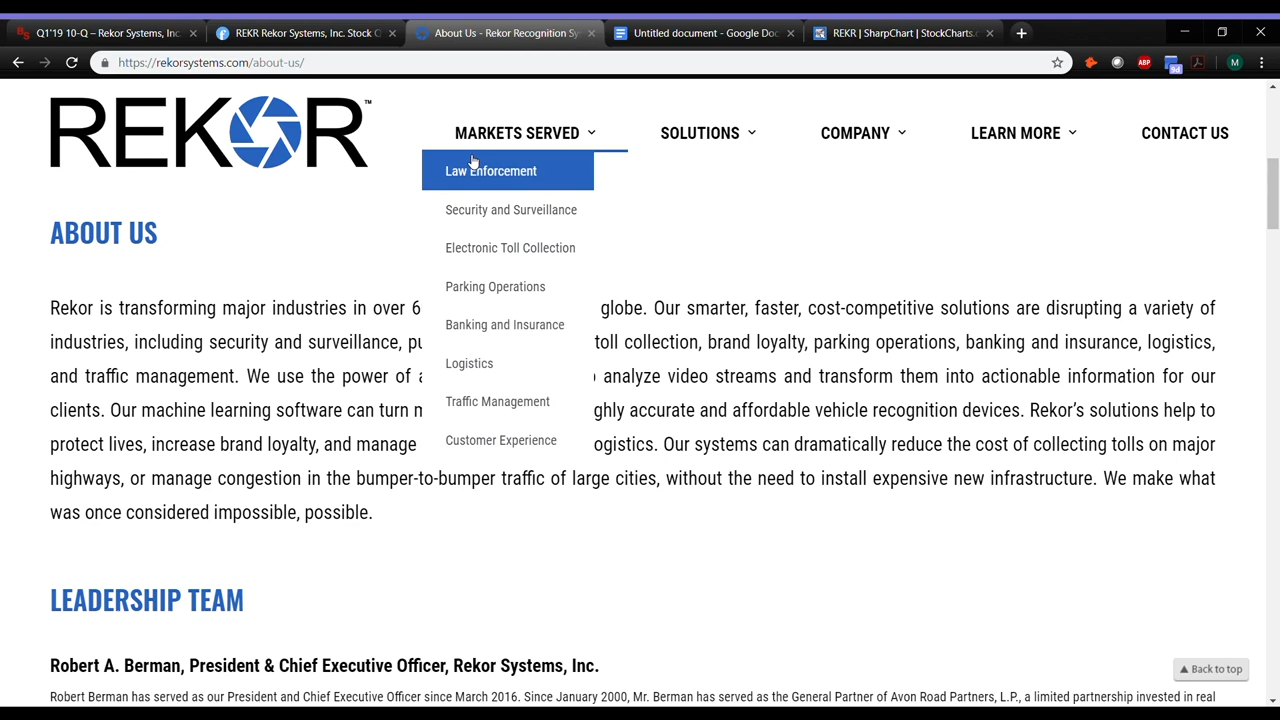 Q1'19 10-Q – Rekor Systems, Inc
REKR Rekor Systems, Inc. Stock
About Us - Rekor Recognition Sy
Untitled document - Google Doc
REKR | SharpChart | StockCharts.c
https://rekorsystems.com/about-us/
ABP
9d
M
REKOR™
MARKETS SERVED
SOLUTIONS
COMPANY
LEARN MORE
CONTACT US
Law Enforcement
Security and Surveillance
Electronic Toll Collection
Parking Operations
Banking and Insurance
Logistics
Traffic Management
Customer Experience
ABOUT US
Rekor is transforming major industries in over 6 globe. Our smarter, faster, cost-competitive solutions are disrupting a variety of
industries, including security and surveillance, toll collection, brand loyalty, parking operations, banking and insurance, logistics,
and traffic management. We use the power of analyze video streams and transform them into actionable information for our
clients. Our machine learning software can turn ghly accurate and affordable vehicle recognition devices. Rekor's solutions help to
protect lives, increase brand loyalty, and manage ogistics. Our systems can dramatically reduce the cost of collecting tolls on major
highways, or manage congestion in the bumper-to-bumper traffic of large cities, without the need to install expensive new infrastructure. We make what
was once considered impossible, possible.
LEADERSHIP TEAM
Robert A. Berman, President & Chief Executive Officer, Rekor Systems, Inc.
Back to top
Robert Berman has served as our President and Chief Executive Officer since March 2016. Since January 2000, Mr. Berman has served as the General Partner of Avon Road Partners, L.P., a limited partnership invested in real